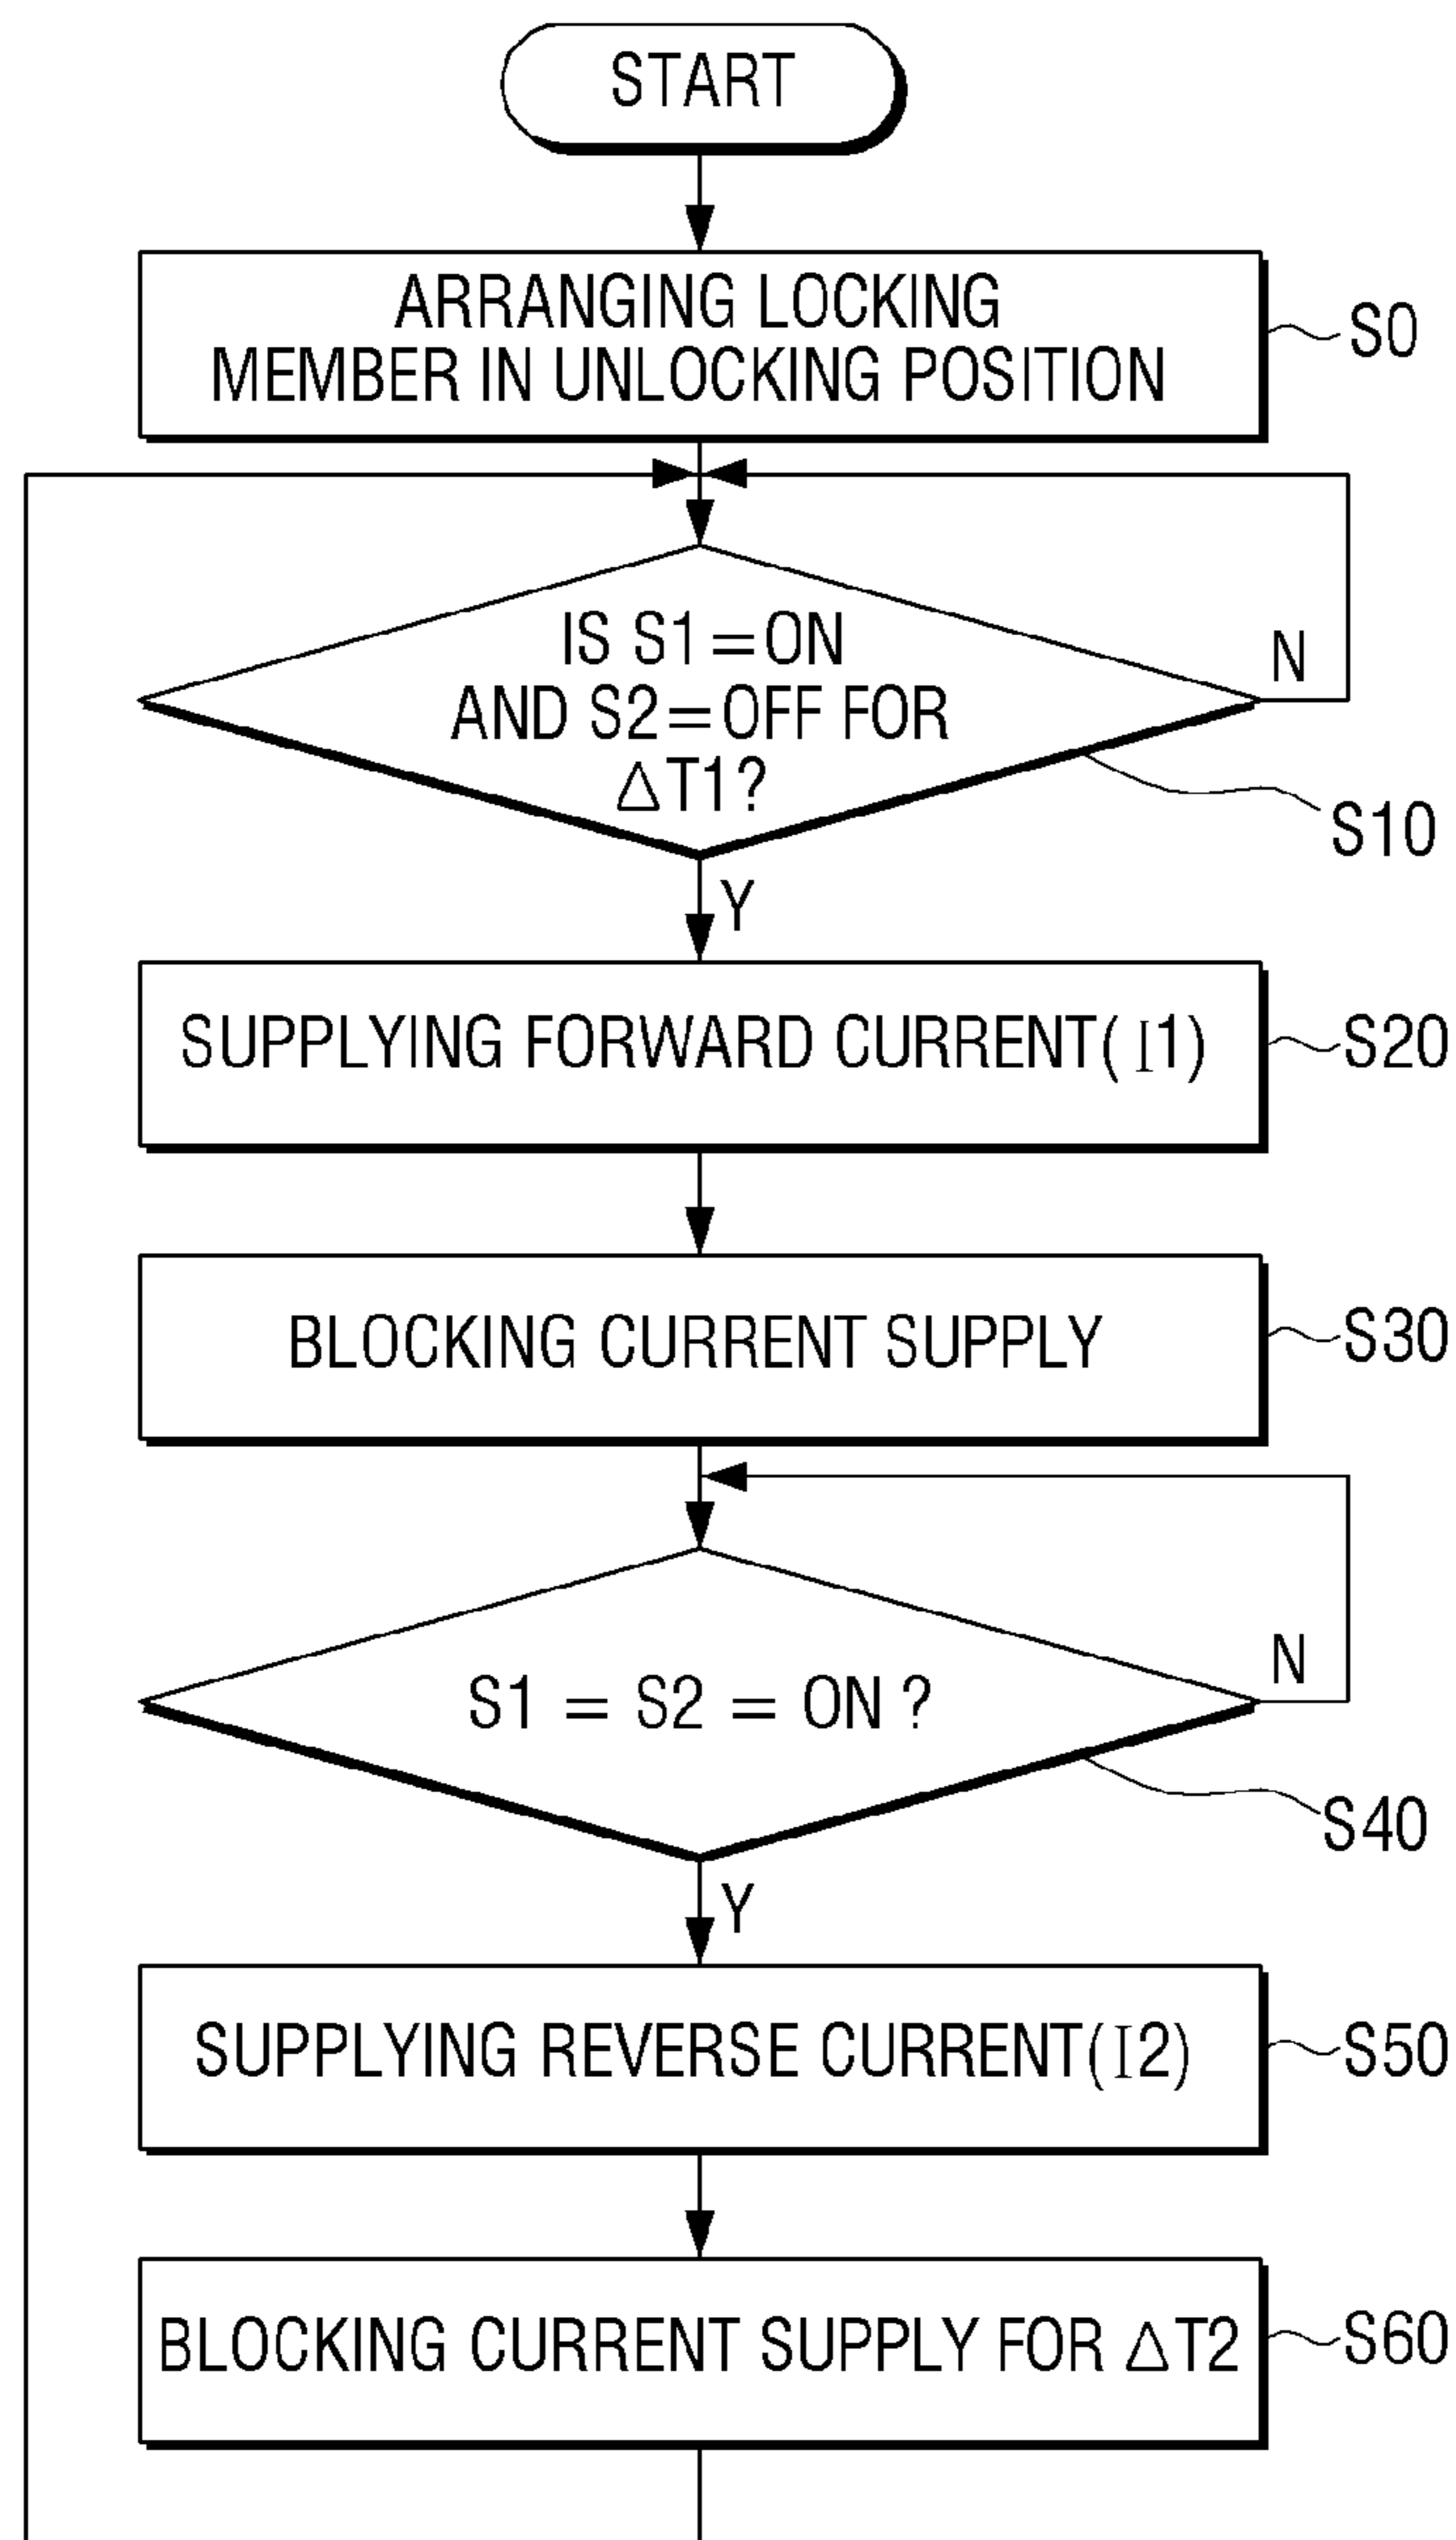 START
ARRANGING LOCKING
MEMBER IN UNLOCKING POSITION
S0
IS S1=ON
AND S2=OFF FOR
△T1?
N
S10
Y
SUPPLYING FORWARD CURRENT(I1)
S20
BLOCKING CURRENT SUPPLY
S30
S1 = S2 = ON ?
N
S40
Y
SUPPLYING REVERSE CURRENT(I2)
S50
BLOCKING CURRENT SUPPLY FOR △T2
S60